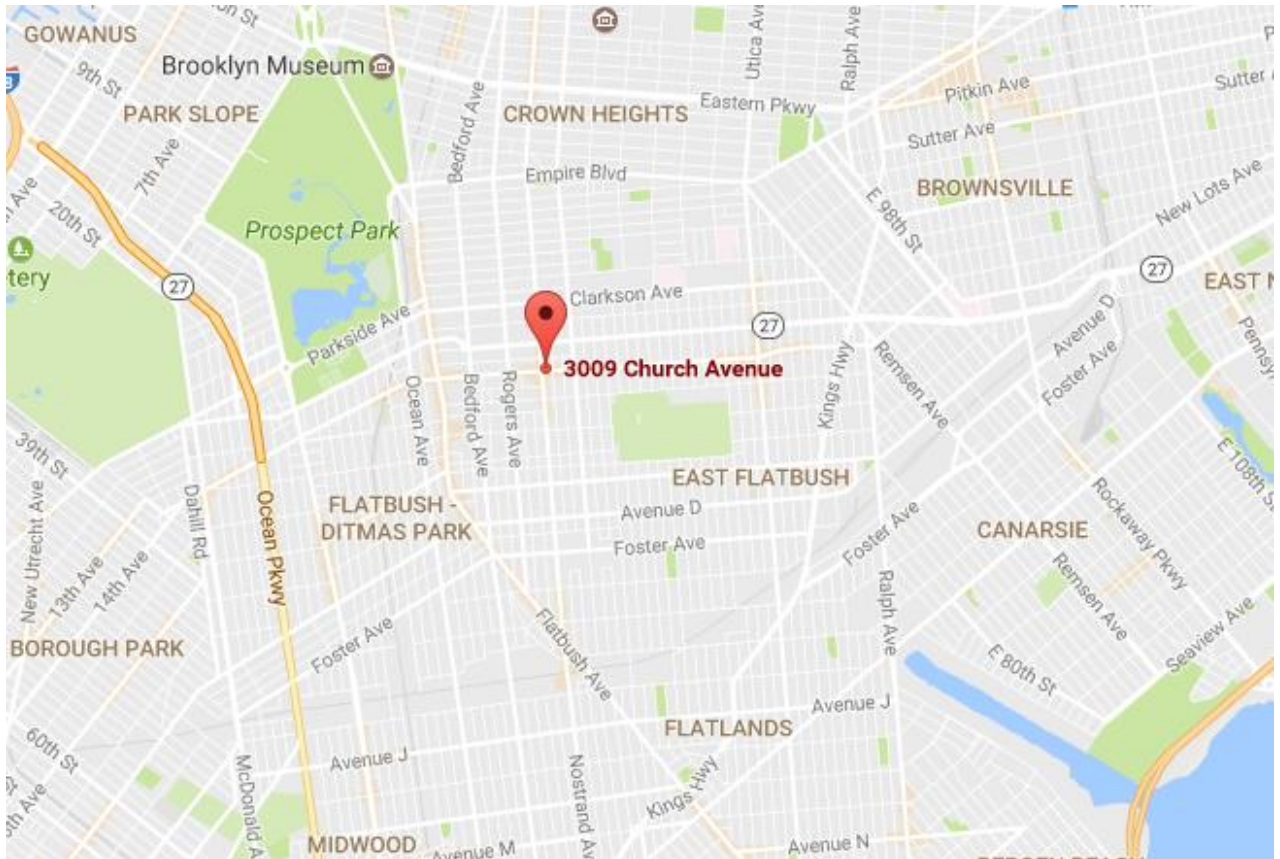 GOWANUS
9th St
Brooklyn Museum
PARK SLOPE
7th Ave
20th St
Bedford Ave
CROWN HEIGHTS
Eastern Pkwy
Utica Ave
Ralph Ave
Pitkin Ave
Sutter Ave
Sutter
Empire Blvd
BROWNSVILLE
E 98th St
New Lots Ave
Prospect Park
tery
27
Clarkson Ave
27
27
EAST N
Parkside Ave
3009 Church Avenue
Kings Hwy
Remsen Ave
Avenue D
Foster Ave
Pennsy
Ocean Ave
Bedford Ave
Rogers Ave
39th St
New Utrecht Ave
Dahill Rd
Ocean Pkwy
FLATBUSH -
DITMAS PARK
EAST FLATBUSH
Avenue D
Foster Ave
Foster Ave
CANARSIE
Rockaway Pkwy
E 108th St
13th Ave
14th Ave
BOROUGH PARK
Foster Ave
Flatbush Ave
Ralph Ave
Remsen Ave
Seaview Ave
E 80th St
FLATLANDS
Avenue J
Avenue J
60th St
McDonald A
Nostrand Av
Kings Hwy
MIDWOOD
Avenue M
Avenue N